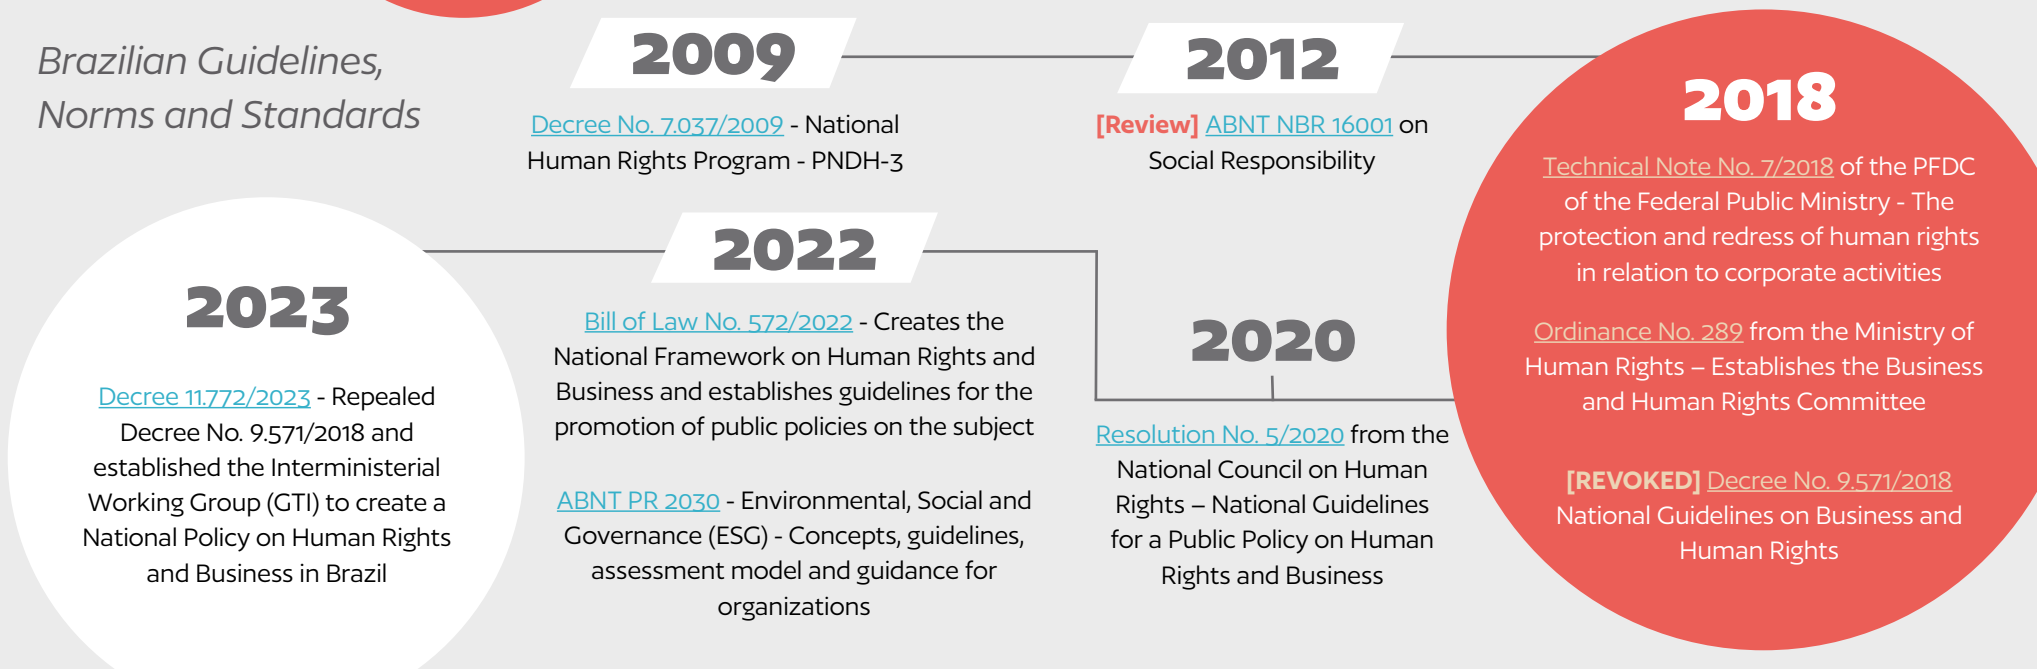 Brazilian Guidelines,
Norms and Standards
2009
Decree No. 7.037/2009 - National
Human Rights Program - PNDH-3
2012
[Review] ABNT NBR 16001 on
Social Responsibility
2018
Technical Note No. 7/2018 of the PFDC
of the Federal Public Ministry - The
protection and redress of human rights
in relation to corporate activities
Ordinance No. 289 from the Ministry of
Human Rights – Establishes the Business
and Human Rights Committee
[REVOKED] Decree No. 9.571/2018
National Guidelines on Business and
Human Rights
2020
Resolution No. 5/2020 from the
National Council on Human
Rights – National Guidelines
for a Public Policy on Human
Rights and Business
2022
Bill of Law No. 572/2022 - Creates the
National Framework on Human Rights and
Business and establishes guidelines for the
promotion of public policies on the subject
ABNT PR 2030 - Environmental, Social and
Governance (ESG) - Concepts, guidelines,
assessment model and guidance for
organizations
2023
Decree 11.772/2023 - Repealed
Decree No. 9.571/2018 and
established the Interministerial
Working Group (GTI) to create a
National Policy on Human Rights
and Business in Brazil